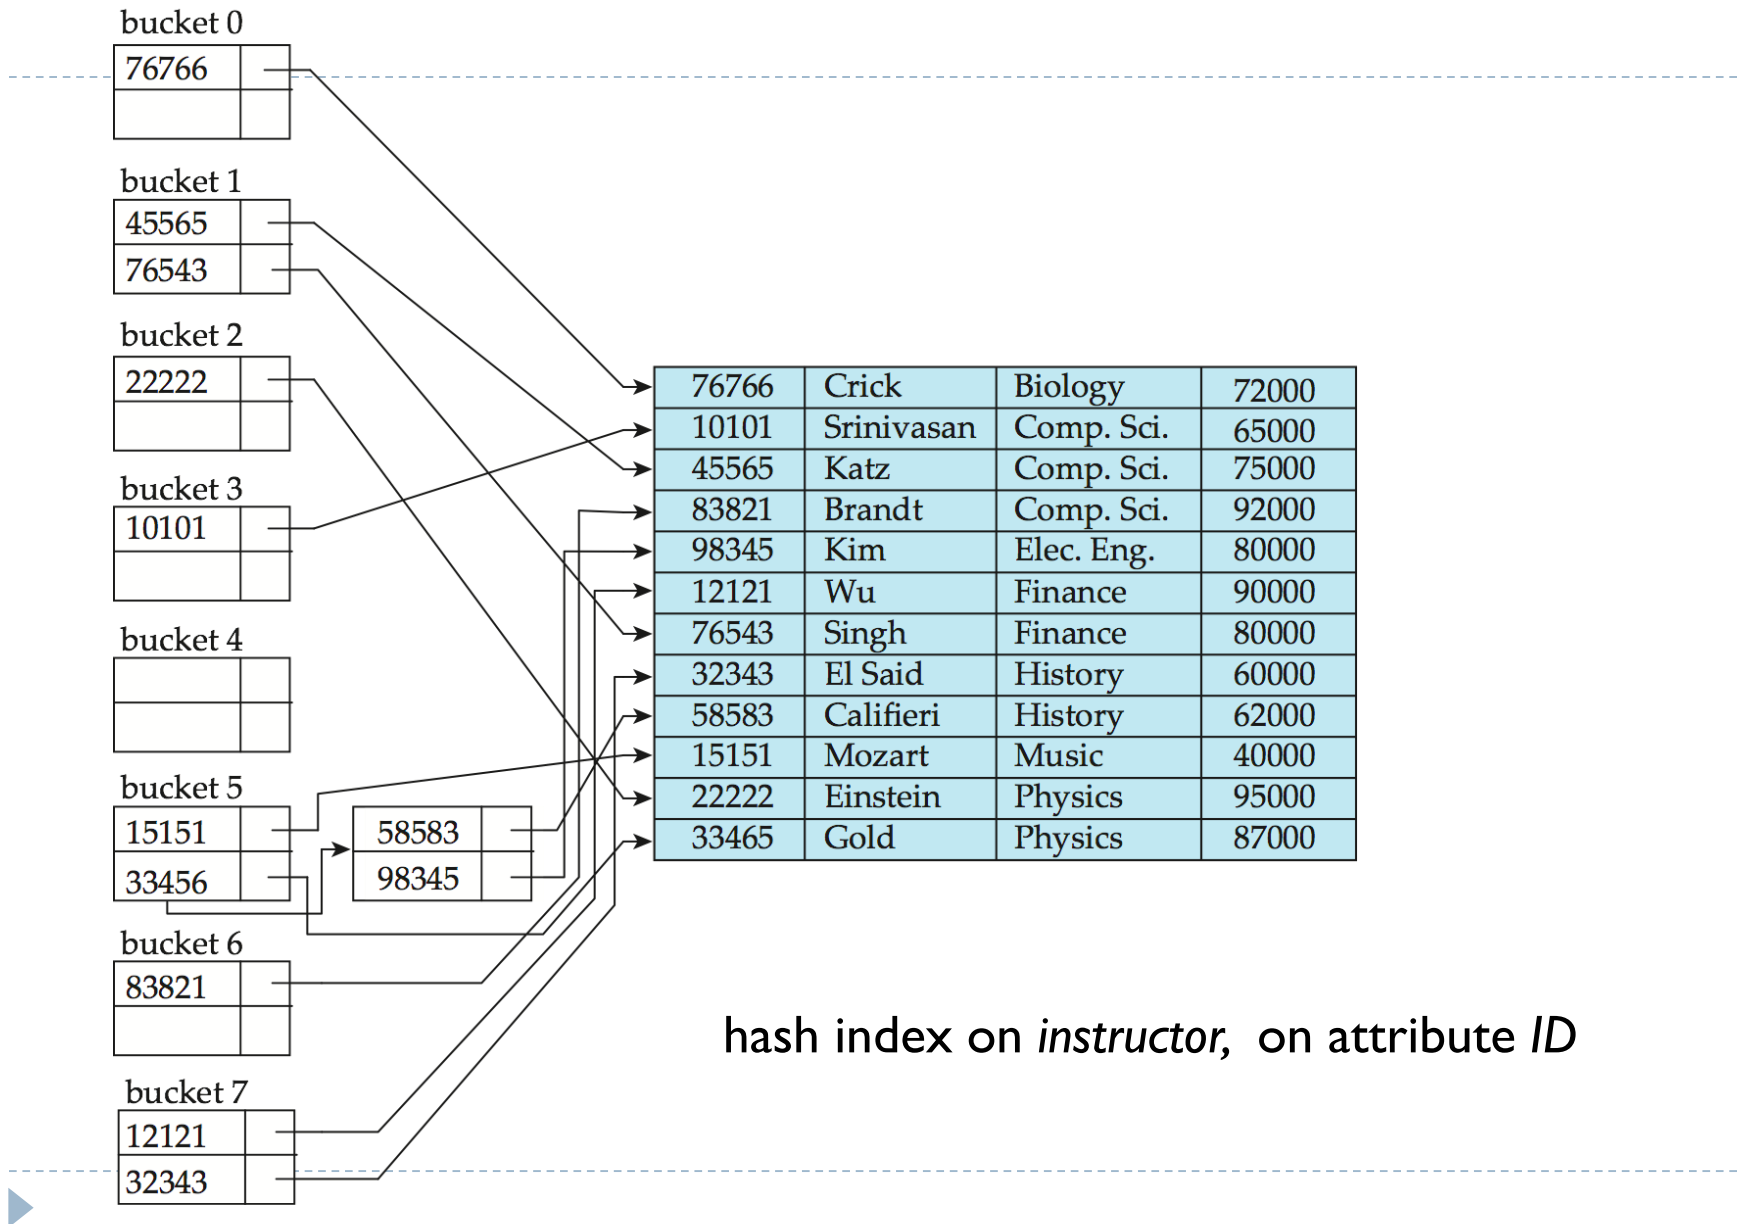 bucket 0
76766
bucket 1
45565
76543
bucket 2
22222
bucket 3
10101
bucket 4
bucket 5
15151
33456
58583
98345
bucket 6
83821
bucket 7
12121
32343
76766 Crick Biology 72000
10101 Srinivasan Comp. Sci. 65000
45565 Katz Comp. Sci. 75000
83821 Brandt Comp. Sci. 92000
98345 Kim Elec. Eng. 80000
12121 Wu Finance 90000
76543 Singh Finance 80000
32343 El Said History 60000
58583 Califieri History 62000
15151 Mozart Music 40000
22222 Einstein Physics 95000
33465 Gold Physics 87000
hash index on instructor, on attribute ID